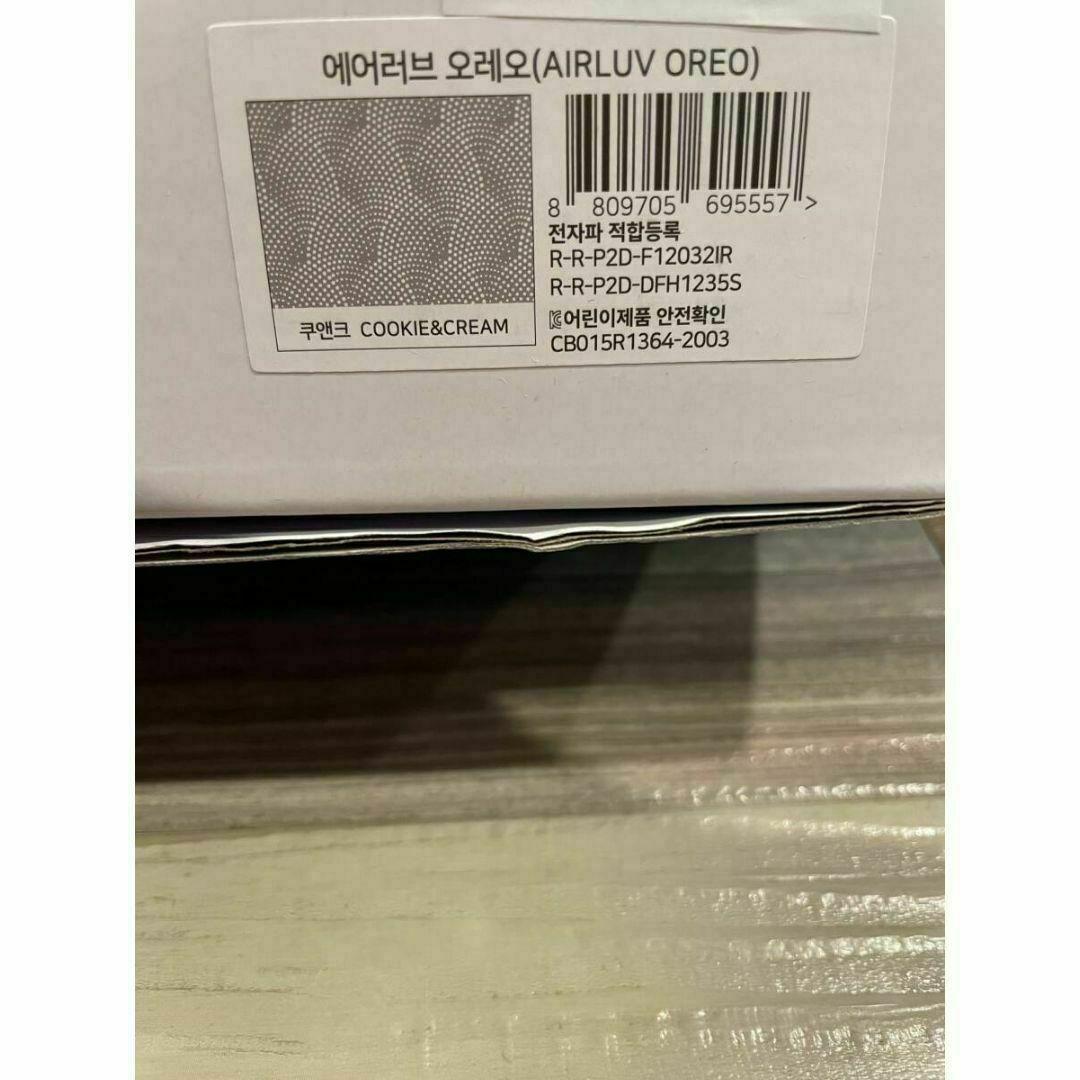 에어러브 오레오(AIRLUV OREO)
쿠앤크 COOKIE&CREAM
8 809705 695557 >
전자파 적합등록
R-R-P2D-F12032IR
R-R-P2D-DFH1235S
어린이제품 안전확인
CB015R1364-2003